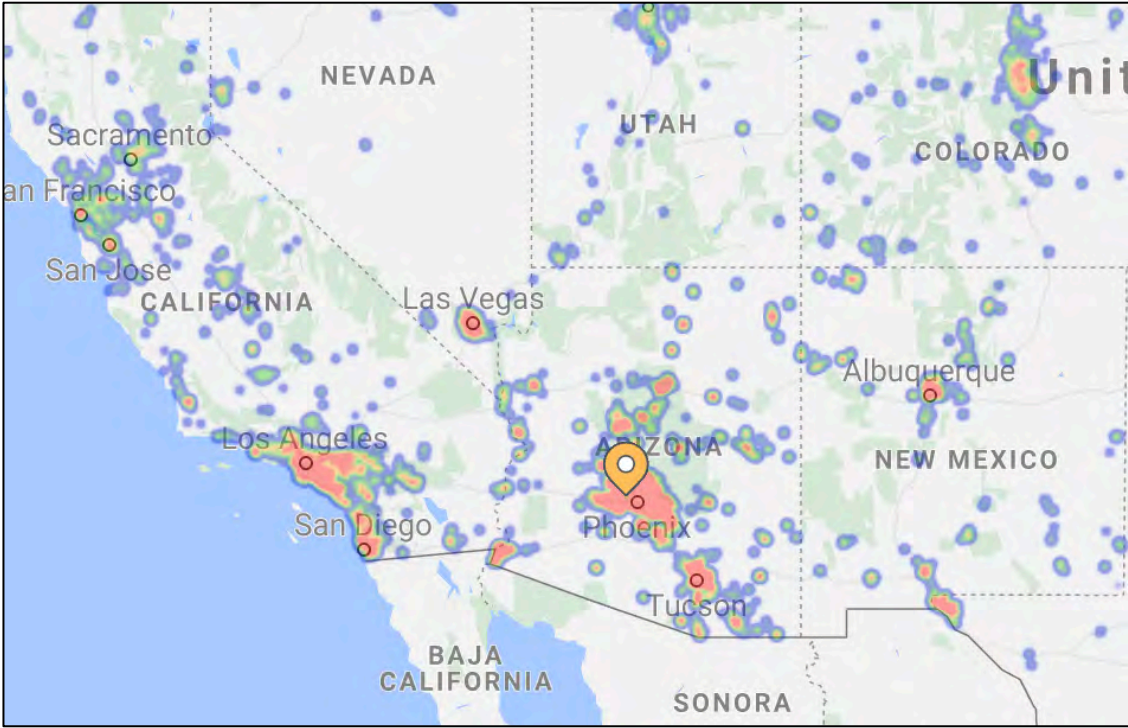 NEVADA
Unit
UTAH
COLORADO
Sacramento
an Francisco
San Jose
CALIFORNIA
Las Vegas
Albuquerque
Los Angeles
ARIZONA
NEW MEXICO
San Diego
Phoenix
Tucson
BAJA
CALIFORNIA
SONORA